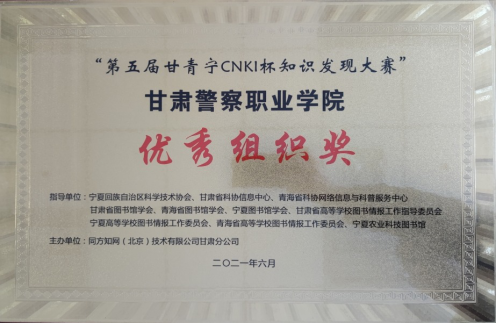 “第五届甘青宁CNKI杯知识发现大赛”
甘肃警察职业学院
优秀组织奖
指导单位：宁夏回族自治区科学技术协会、甘肃省科协信息中心、青海省科协网络信息与科普服务中心
甘肃省图书馆学会、青海省图书馆学会、宁夏图书馆学会、甘肃省高等学校图书情报工作指导委员会
宁夏高等学校图书情报工作委员会、青海省高等学校图书情报工作委员会、宁夏农业科技图书馆
主办单位：同方知网（北京）技术有限公司甘肃分公司
二〇二一年六月